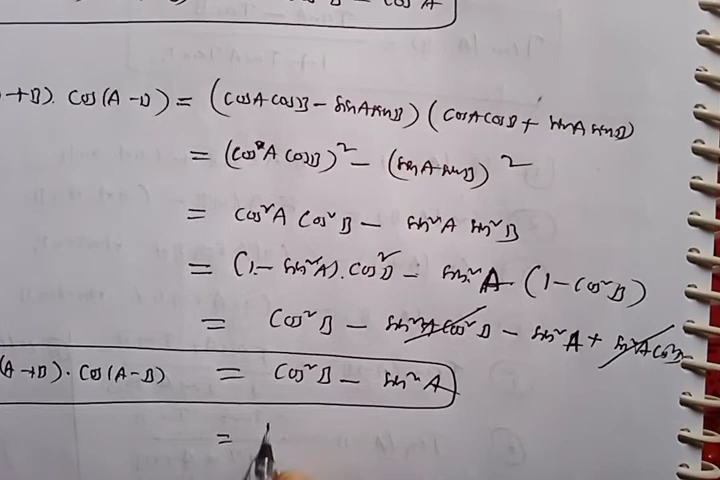 cos A
+B). Cos(A-B) = (cosA cosB - sinA sinB) (cosA cosB + sinA sinB)
= (cos²A cosB)² - (sinA sinB)²
= cos²A cos²B - sin²A sin²B
= (1 - sin²A). cos²B - sin²A (1 - cos²B)
= Cos²B - sin²A cos²B - sin²A + sin²A cos²B
(A+B). Cos(A-B) = Cos²B - sin²A
=